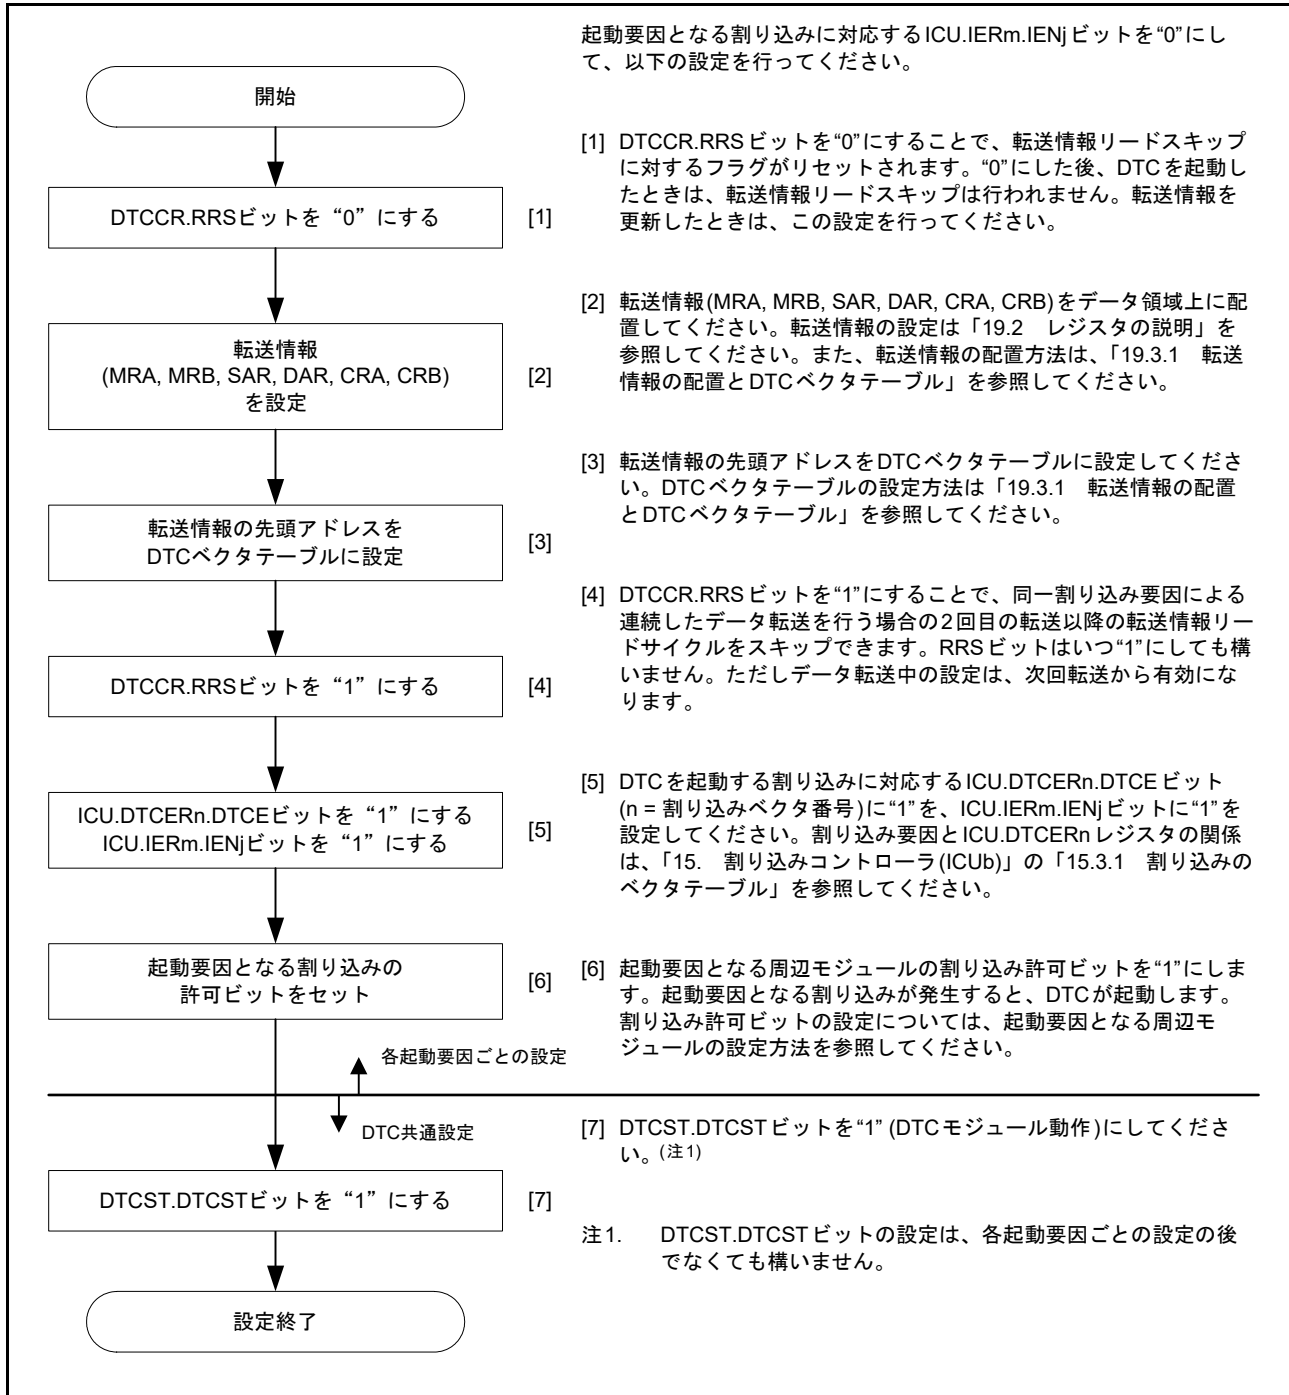 起動要因となる割り込みに対応するICU.IERm.IENjビットを“0”にし
て、以下の設定を行ってください。
開始
[1] DTCCR.RRSビットを“0”にすることで、転送情報リードスキップ
に対するフラグがリセットされます。“0”にした後、DTCを起動し
たときは、転送情報リードスキップは行われません。転送情報を
更新したときは、この設定を行ってください。
DTCCR.RRSビットを“0”にする
[1]
[2] 転送情報(MRA, MRB, SAR, DAR, CRA, CRB)をデータ領域上に配
置してください。転送情報の設定は「19.2 レジスタの説明」を
参照してください。また、転送情報の配置方法は、「19.3.1 転送
情報の配置とDTCベクタテーブル」を参照してください。
転送情報
(MRA, MRB, SAR, DAR, CRA, CRB)
を設定
[2]
[3] 転送情報の先頭アドレスをDTCベクタテーブルに設定してくださ
い。DTCベクタテーブルの設定方法は「19.3.1 転送情報の配置
とDTCベクタテーブル」を参照してください。
転送情報の先頭アドレスを
DTCベクタテーブルに設定
[3]
[4] DTCCR.RRSビットを“1”にすることで、同一割り込み要因による
連続したデータ転送を行う場合の2回目の転送以降の転送情報リー
ドサイクルをスキップできます。RRSビットはいつ“1”にしても構
いません。ただしデータ転送中の設定は、次回転送から有効にな
ります。
DTCCR.RRSビットを“1”にする
[4]
[5] DTCを起動する割り込みに対応するICU.DTCERn.DTCEビット
(n = 割り込みベクタ番号)に“1”を、ICU.IERm.IENjビットに“1”を
設定してください。割り込み要因とICU.DTCERnレジスタの関係
は、「15. 割り込みコントローラ(ICUb)」の「15.3.1 割り込みの
ベクタテーブル」を参照してください。
ICU.DTCERn.DTCEビットを“1”にする
ICU.IERm.IENjビットを“1”にする
[5]
[6] 起動要因となる周辺モジュールの割り込み許可ビットを“1”にしま
す。起動要因となる割り込みが発生すると、DTCが起動します。
割り込み許可ビットの設定については、起動要因となる周辺モ
ジュールの設定方法を参照してください。
起動要因となる割り込みの
許可ビットをセット
[6]
各起動要因ごとの設定
DTC共通設定
[7] DTCST.DTCSTビットを“1” (DTCモジュール動作)にしてくださ
い。(注1)
DTCST.DTCSTビットを“1”にする
[7]
注1. DTCST.DTCSTビットの設定は、各起動要因ごとの設定の後
でなくても構いません。
設定終了